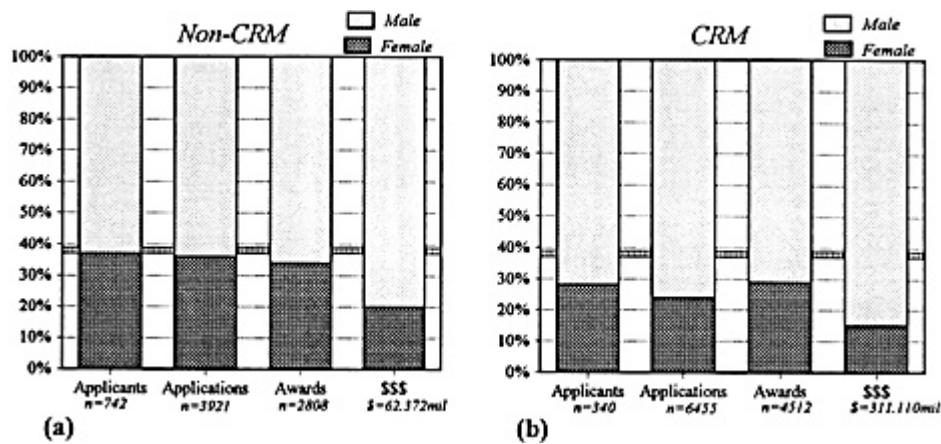 Non-CRM
Male
Female
100%
90%
80%
70%
60%
50%
40%
30%
20%
10%
0%
Applicants
n=742
Applications
n=3921
Awards
n=2808
$$$
$=62.372mil
(a)
CRM
Male
Female
100%
90%
80%
70%
60%
50%
40%
30%
20%
10%
0%
Applicants
n=340
Applications
n=6455
Awards
n=4512
$$$
$=311.110mil
(b)